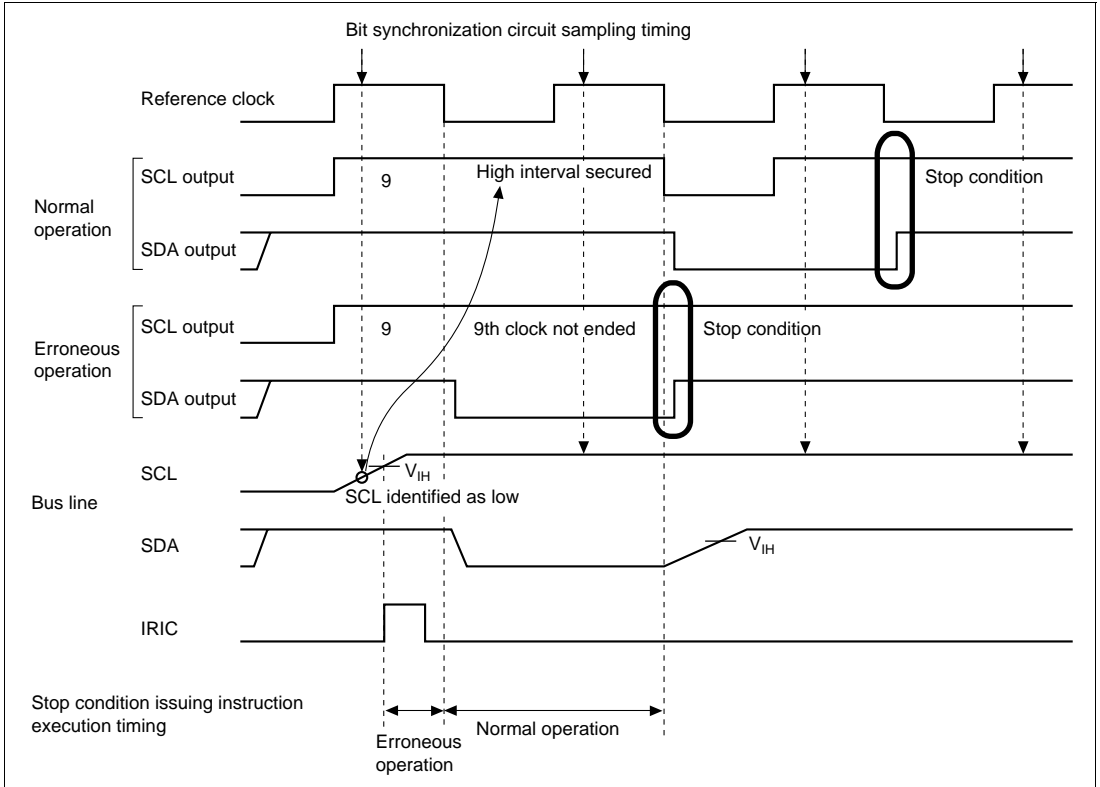 Bit synchronization circuit sampling timing
Reference clock
Normal
operation
SCL output
9
High interval secured
Stop condition
SDA output
Erroneous
operation
SCL output
9
9th clock not ended
Stop condition
SDA output
Bus line
SCL
VIH
SCL identified as low
SDA
VIH
IRIC
Stop condition issuing instruction
execution timing
Erroneous
operation
Normal operation